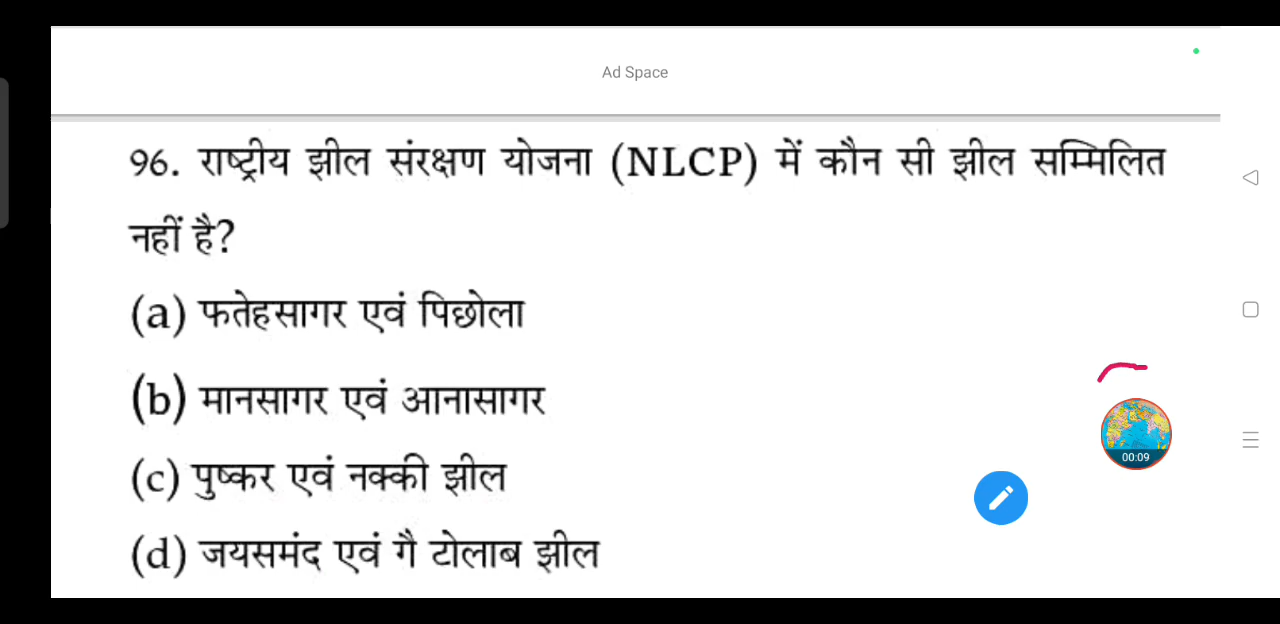 Ad Space
96. राष्ट्रीय झील संरक्षण योजना (NLCP) में कौन सी झील सम्मिलित
नहीं है?
(a) फतेहसागर एवं पिछोला
(b) मानसागर एवं आनासागर
(c) पुष्कर एवं नक्की झील
(d) जयसमंद एवं गै टोलाब झील
00:09